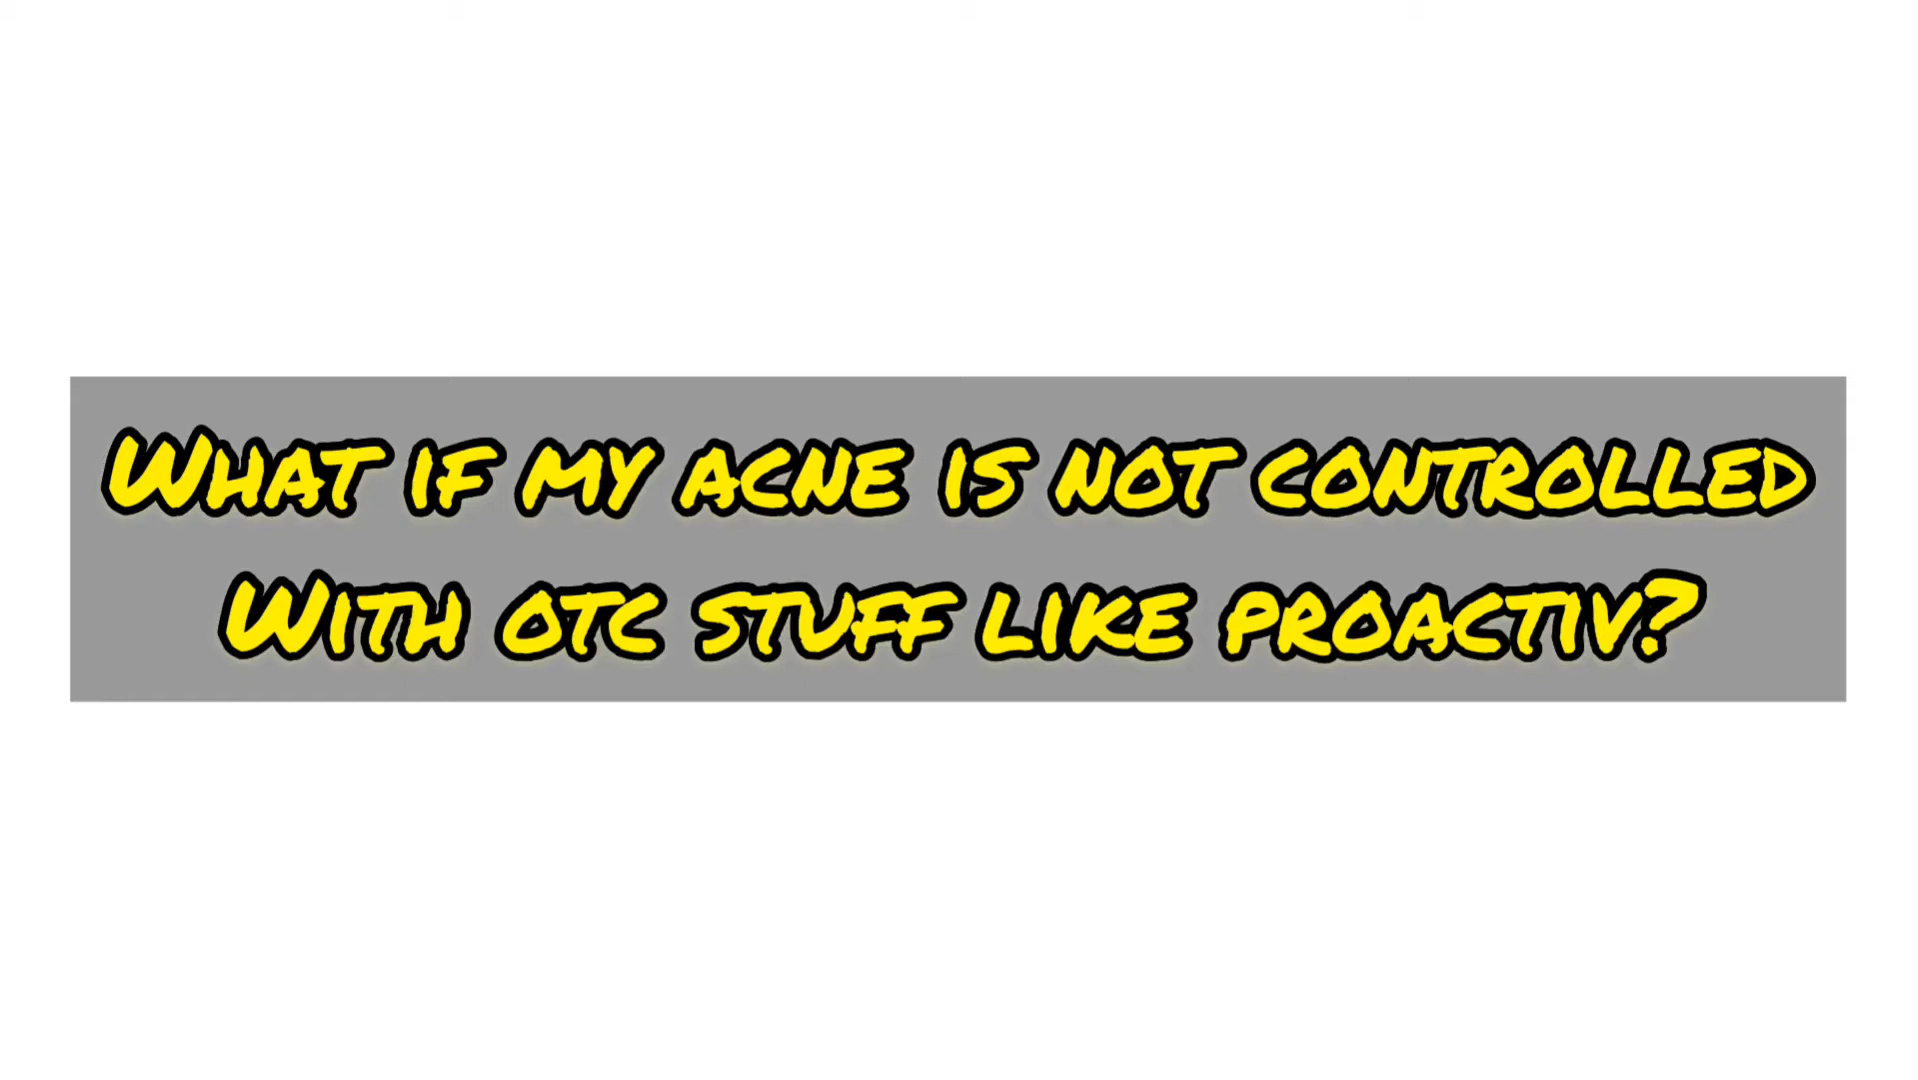 What if my acne is not controlled
With otc stuff like proactiv?